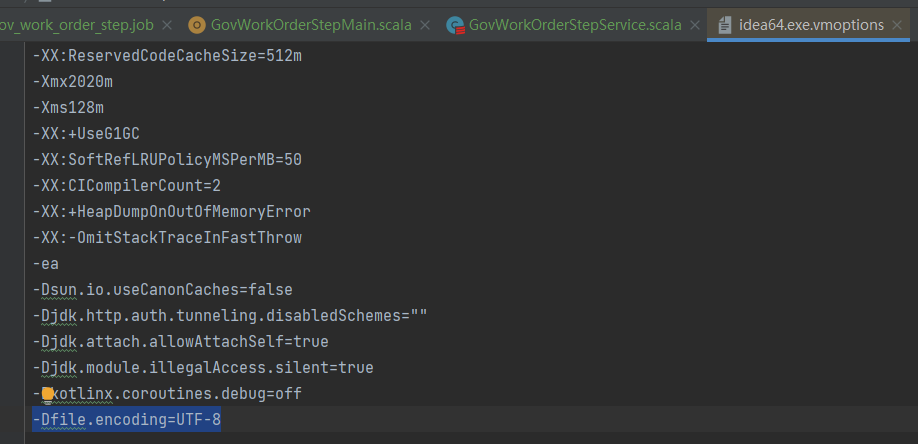 ov_work_order_step.job GovWorkOrderStepMain.scala GovWorkOrderStepService.scala idea64.exe.vmoptions
-XX:ReservedCodeCacheSize=512m
-Xmx2020m
-Xms128m
-XX:+UseG1GC
-XX:SoftRefLRUPolicyMSPerMB=50
-XX:CICompilerCount=2
-XX:+HeapDumpOnOutOfMemoryError
-XX:-OmitStackTraceInFastThrow
-ea
-Dsun.io.useCanonCaches=false
-Djdk.http.auth.tunneling.disabledSchemes=""
-Djdk.attach.allowAttachSelf=true
-Djdk.module.illegalAccess.silent=true
-Dkotlinx.coroutines.debug=off
-Dfile.encoding=UTF-8